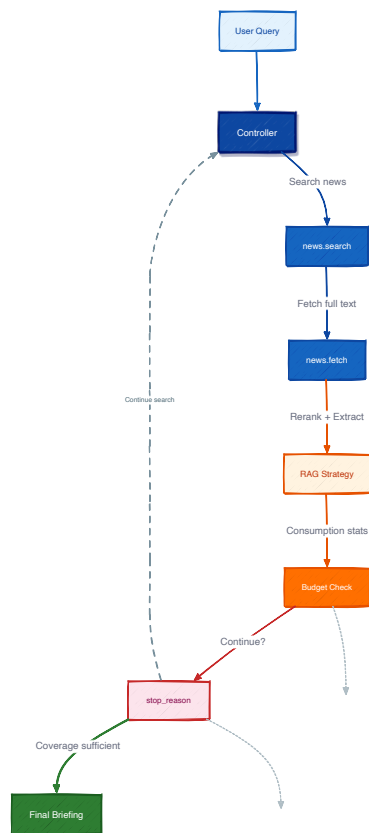 User Query
Controller
Search news
news.search
Fetch full text
news.fetch
Continue search
Rerank + Extract
RAG Strategy
Consumption stats
Budget Check
Continue?
stop_reason
Coverage sufficient
Final Briefing